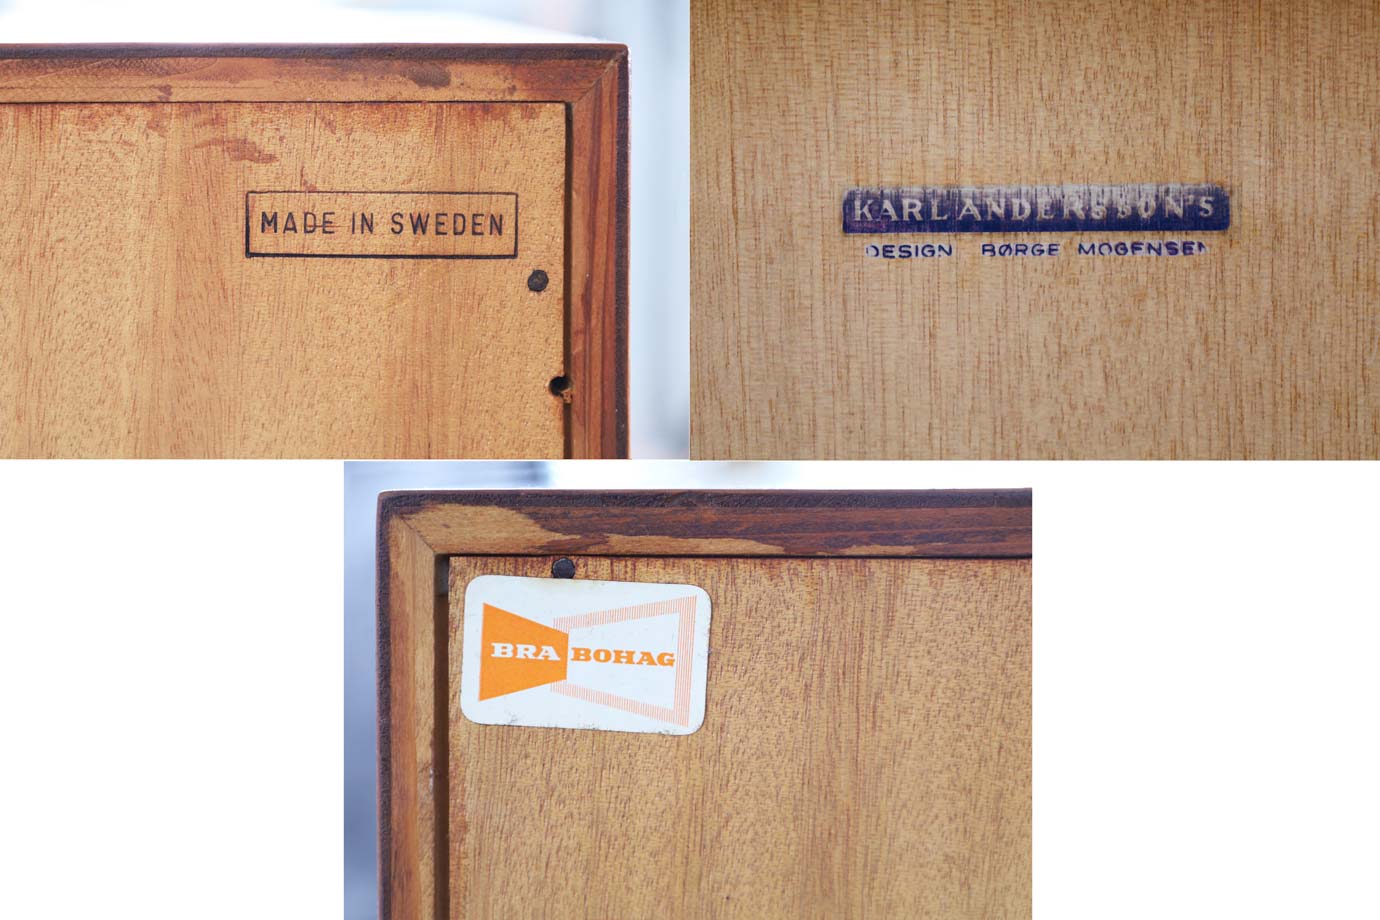 MADE IN SWEDEN
KARL ANDERSSON'S
DESIGN BØRGE MOGENSEN
BRA BOHAG